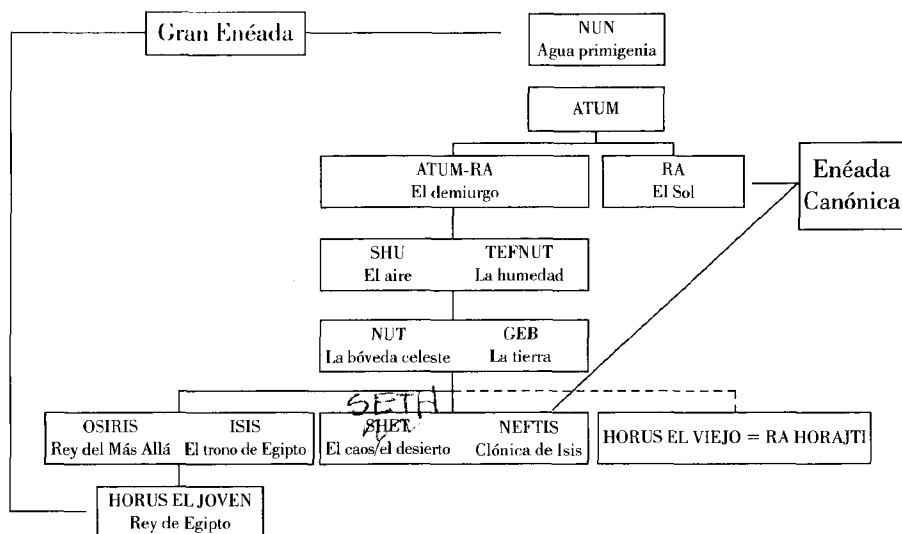 Gran Enéada
NUN
Agua primigenia
ATUM
ATUM-RA
El demiurgo
RA
El Sol
Enéada
Canónica
SHU
El aire
TEFNUT
La humedad
NUT
La bóveda celeste
GEB
La tierra
SETH
OSIRIS
Rey del Más Allá
ISIS
El trono de Egipto
SHET
El caos/el desierto
NEFTIS
Clónica de Isis
HORUS EL VIEJO = RA HORAJTI
HORUS EL JOVEN
Rey de Egipto